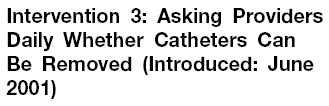 Intervention 3: Asking Providers
Daily Whether Catheters Can
Be Removed (Introduced: June
2001)